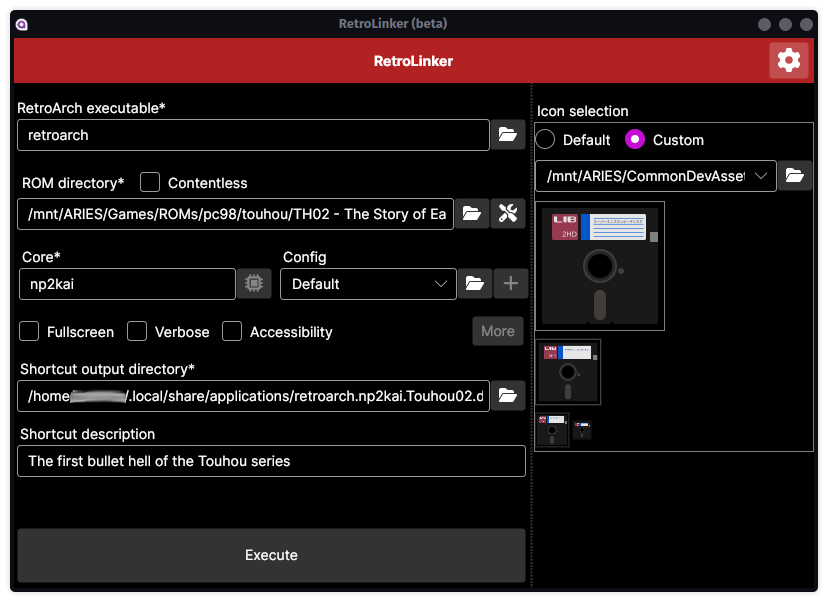 RetroLinker (beta)
RetroLinker
RetroArch executable*
retroarch
ROM directory*
Contentless
/mnt/ARIES/Games/ROMs/pc98/touhou/TH02 - The Story of Ea
Core*
Config
np2kai
Default
Fullscreen
Verbose
Accessibility
More
Shortcut output directory*
/home/ /.local/share/applications/retroarch.np2kai.Touhou02.d
Shortcut description
The first bullet hell of the Touhou series
Execute
Icon selection
Default
Custom
/mnt/ARIES/CommonDevAsset
LIB
2HD